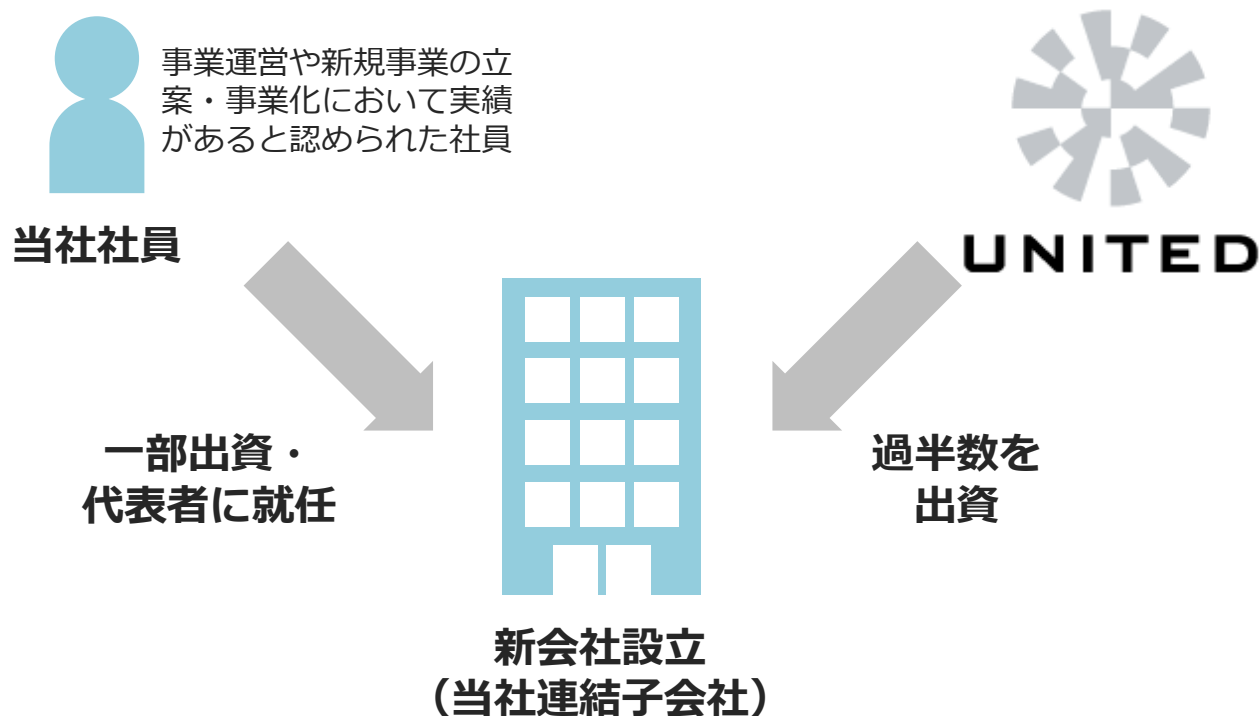 事業運営や新規事業の立
案・事業化において実績
があると認められた社員
当社社員
UNITED
一部出資・
代表者に就任
過半数を
出資
新会社設立
（当社連結子会社）